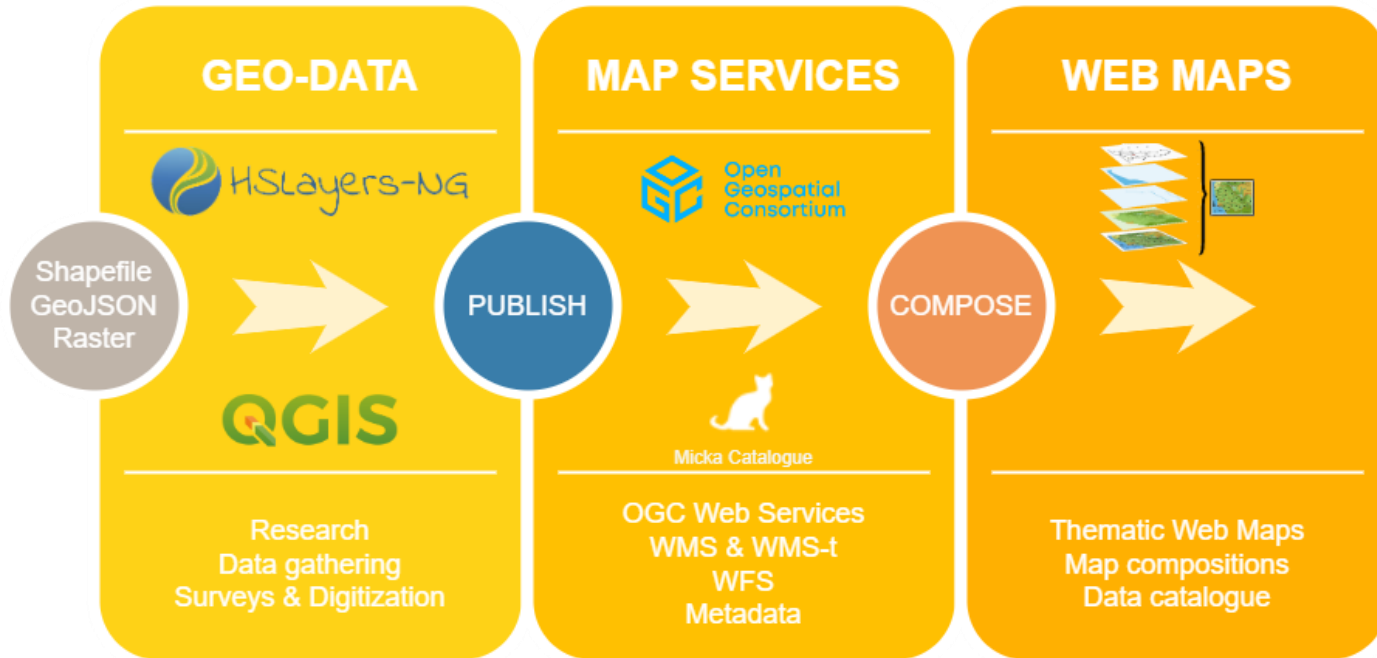 GEO-DATA
HSLayers-NG
Shapefile
GeoJSON
Raster
QGIS
Research
Data gathering
Surveys & Digitization
PUBLISH
MAP SERVICES
OGC
Open
Geospatial
Consortium
Micka Catalogue
OGC Web Services
WMS & WMS-t
WFS
Metadata
COMPOSE
WEB MAPS
Thematic Web Maps
Map compositions
Data catalogue